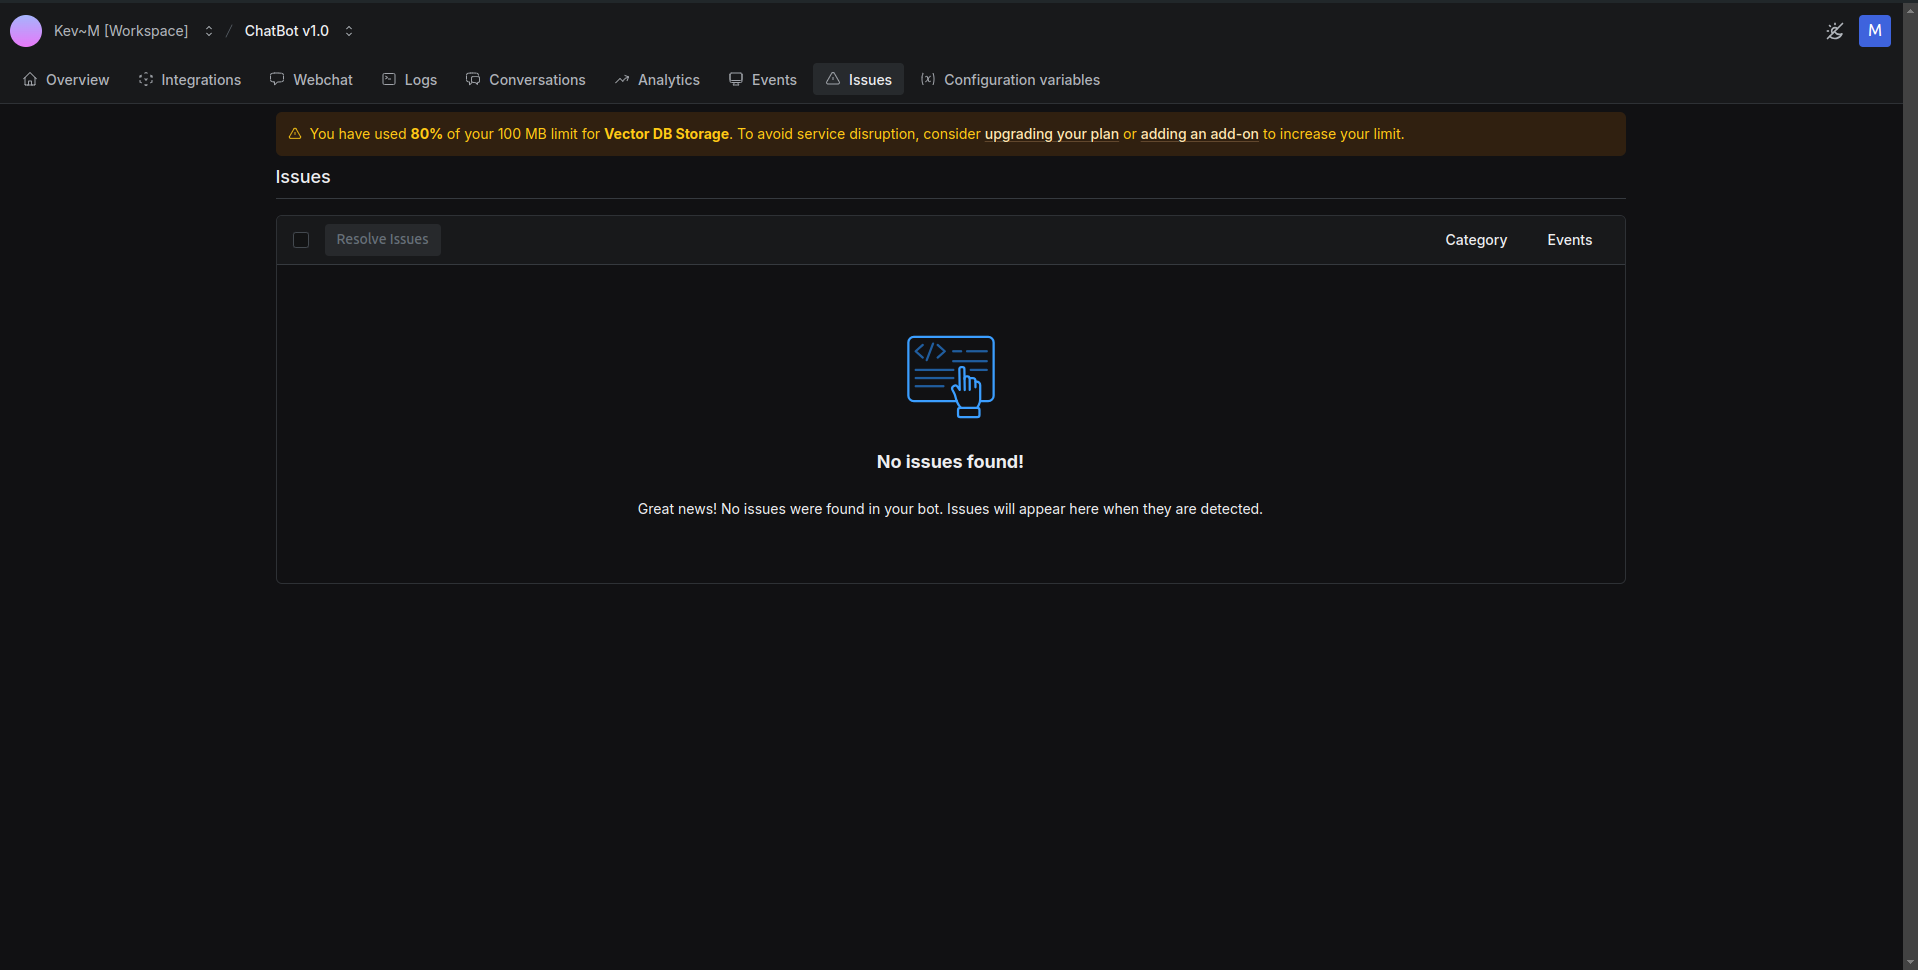 Kev~M [Workspace] / ChatBot v1.0 M
Overview Integrations Webchat Logs Conversations Analytics Events Issues Configuration variables
You have used 80% of your 100 MB limit for Vector DB Storage. To avoid service disruption, consider upgrading your plan or adding an add-on to increase your limit.
Issues
Resolve Issues Category Events
</>
No issues found!
Great news! No issues were found in your bot. Issues will appear here when they are detected.